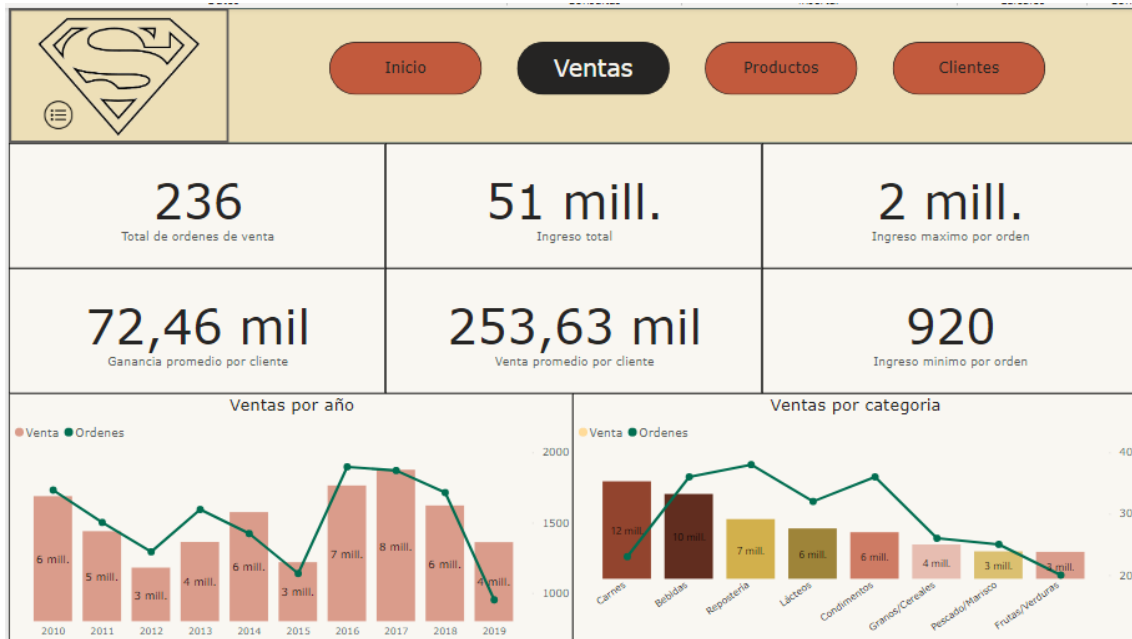 Inicio
Ventas
Productos
Clientes
236
Total de ordenes de venta
51 mill.
Ingreso total
2 mill.
Ingreso maximo por orden
72,46 mil
Ganancia promedio por cliente
253,63 mil
Venta promedio por cliente
920
Ingreso minimo por orden
Ventas por año
Venta Ordenes
2000
1500
1000
6 mill.
5 mill.
3 mill.
4 mill.
6 mill.
3 mill.
7 mill.
8 mill.
6 mill.
4 mill.
2010 2011 2012 2013 2014 2015 2016 2017 2018 2019
Ventas por categoria
Venta Ordenes
12 mill.
10 mill.
7 mill.
6 mill.
6 mill.
4 mill.
3 mill.
3 mill.
Carnes
Bebidas
Repostería
Lácteos
Condimentos
Granos/Cereales
Pescado/Marisco
Frutas/Verduras